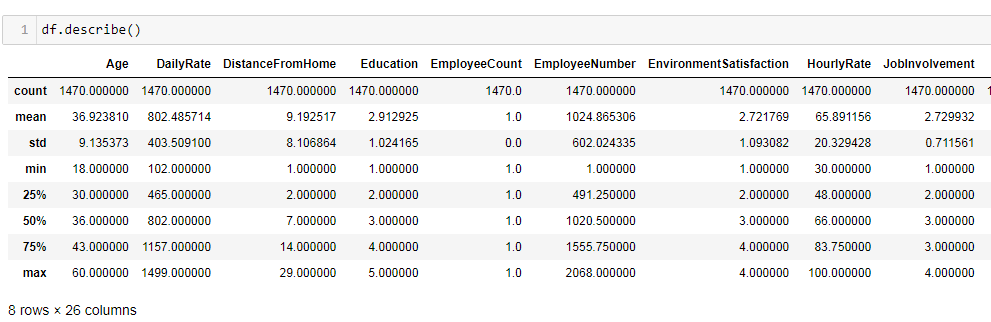 1 df.describe()
Age DailyRate DistanceFromHome Education EmployeeCount EmployeeNumber EnvironmentSatisfaction HourlyRate JobInvolvement
count 1470.000000 1470.000000 1470.000000 1470.000000 1470.0 1470.000000 1470.000000 1470.000000 1470.000000 1
mean 36.923810 802.485714 9.192517 2.912925 1.0 1024.865306 2.721769 65.891156 2.729932
std 9.135373 403.509100 8.106864 1.024165 0.0 602.024335 1.093082 20.329428 0.711561
min 18.000000 102.000000 1.000000 1.000000 1.0 1.000000 1.000000 30.000000 1.000000
25% 30.000000 465.000000 2.000000 2.000000 1.0 491.250000 2.000000 48.000000 2.000000
50% 36.000000 802.000000 7.000000 3.000000 1.0 1020.500000 3.000000 66.000000 3.000000
75% 43.000000 1157.000000 14.000000 4.000000 1.0 1555.750000 4.000000 83.750000 3.000000
max 60.000000 1499.000000 29.000000 5.000000 1.0 2068.000000 4.000000 100.000000 4.000000
8 rows × 26 columns